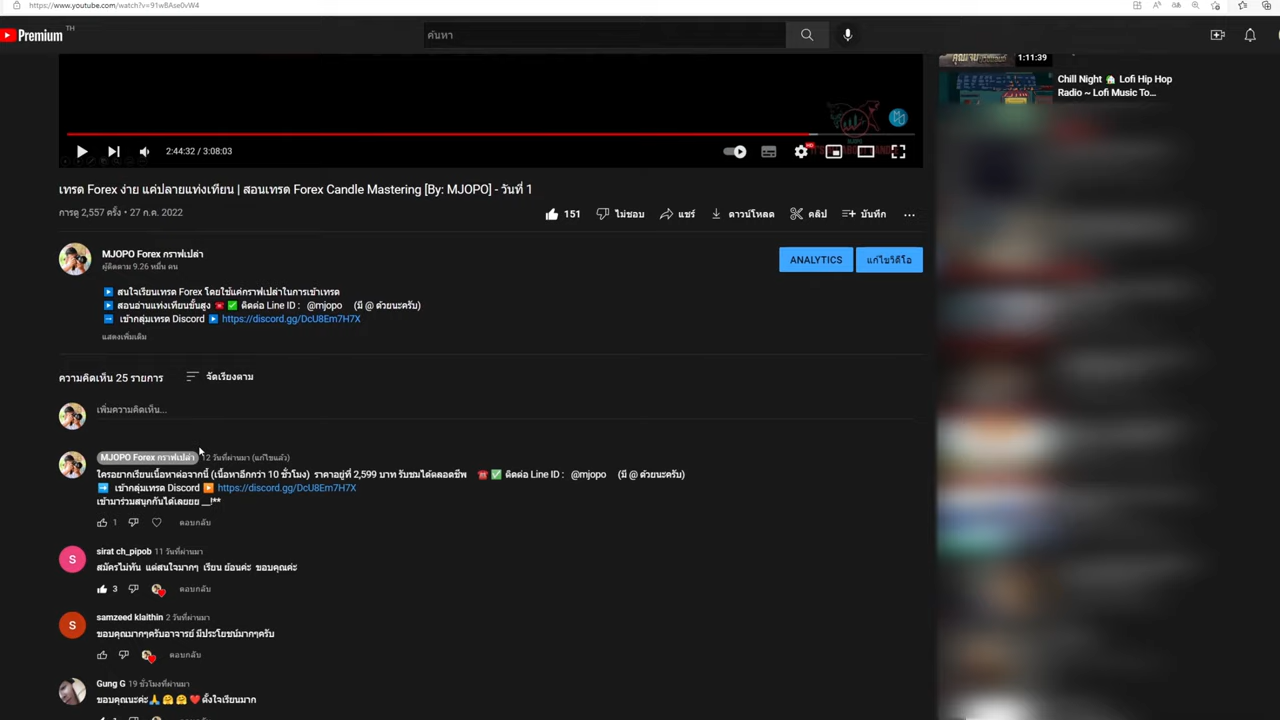 https://www.youtube.com/watch?v=91wBAse0vW4
Premium TH
ค้นหา
1:11:39
Chill Night 🏡 Lofi Hip Hop
Radio ~ Lofi Music To...
2:44:32 / 3:08:03
เทรด Forex ง่าย แค่ปลายแท่งเทียน | สอนเทรด Forex Candle Mastering [By: MJOPO] - วันที่ 1
การดู 2,557 ครั้ง • 27 ก.ค. 2022
151 ไม่ชอบ แชร์ ดาวน์โหลด คลิป บันทึก ...
MJOPO Forex กราฟเปล่า
ผู้ติดตาม 9.26 หมื่น คน
ANALYTICS แก้ไขวิดีโอ
▶️ สนใจเรียนเทรด Forex โดยใช้แค่กราฟเปล่าในการเข้าเทรด
▶️ สอนอ่านแท่งเทียนขั้นสูง ☎️ ✅ ติดต่อ Line ID : @mjopo (มี @ ด้วยนะครับ)
➡️ เข้ากลุ่มเทรด Discord ▶️ https://discord.gg/DcU8Em7H7X
แสดงเพิ่มเติม
ความคิดเห็น 25 รายการ จัดเรียงตาม
เพิ่มความคิดเห็น...
MJOPO Forex กราฟเปล่า 12 วันที่ผ่านมา (แก้ไขแล้ว)
ใครอยากเรียนเนื้อหาต่อจากนี้ (เนื้อหาอีกกว่า 10 ชั่วโมง) ราคาอยู่ที่ 2,599 บาท รับชมได้ตลอดชีพ ☎️ ✅ ติดต่อ Line ID : @mjopo (มี @ ด้วยนะครับ)
➡️ เข้ากลุ่มเทรด Discord ▶️ https://discord.gg/DcU8Em7H7X
เข้ามาร่วมสนุกกันได้เลยยย __!**
1 ตอบกลับ
S sirat ch_pipob 11 วันที่ผ่านมา
สมัครไม่ทัน แต่สนใจมากๆ เรียน ย้อนค่ะ ขอบคุณค่ะ
3 ตอบกลับ
S samzeed klaithin 2 วันที่ผ่านมา
ขอบคุณมากๆครับอาจารย์ มีประโยชน์มากๆครับ
ตอบกลับ
Gung G 19 ชั่วโมงที่ผ่านมา
ขอบคุณนะค่ะ🙏 🤗 🤗 ❤️ ตั้งใจเรียนมาก